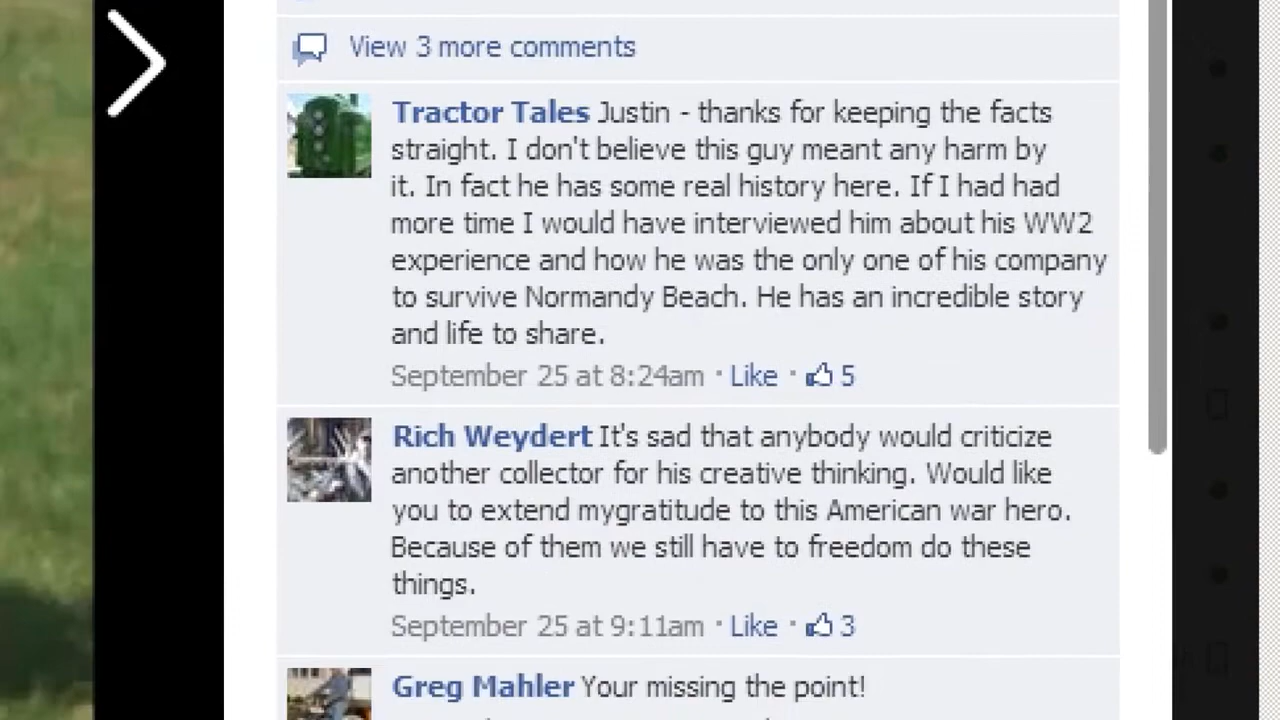 View 3 more comments
Tractor Tales Justin - thanks for keeping the facts
straight. I don't believe this guy meant any harm by
it. In fact he has some real history here. If I had had
more time I would have interviewed him about his WW2
experience and how he was the only one of his company
to survive Normandy Beach. He has an incredible story
and life to share.
September 25 at 8:24am · Like · 5
Rich Weydert It's sad that anybody would criticize
another collector for his creative thinking. Would like
you to extend mygratitude to this American war hero.
Because of them we still have to freedom do these
things.
September 25 at 9:11am · Like · 3
Greg Mahler Your missing the point!